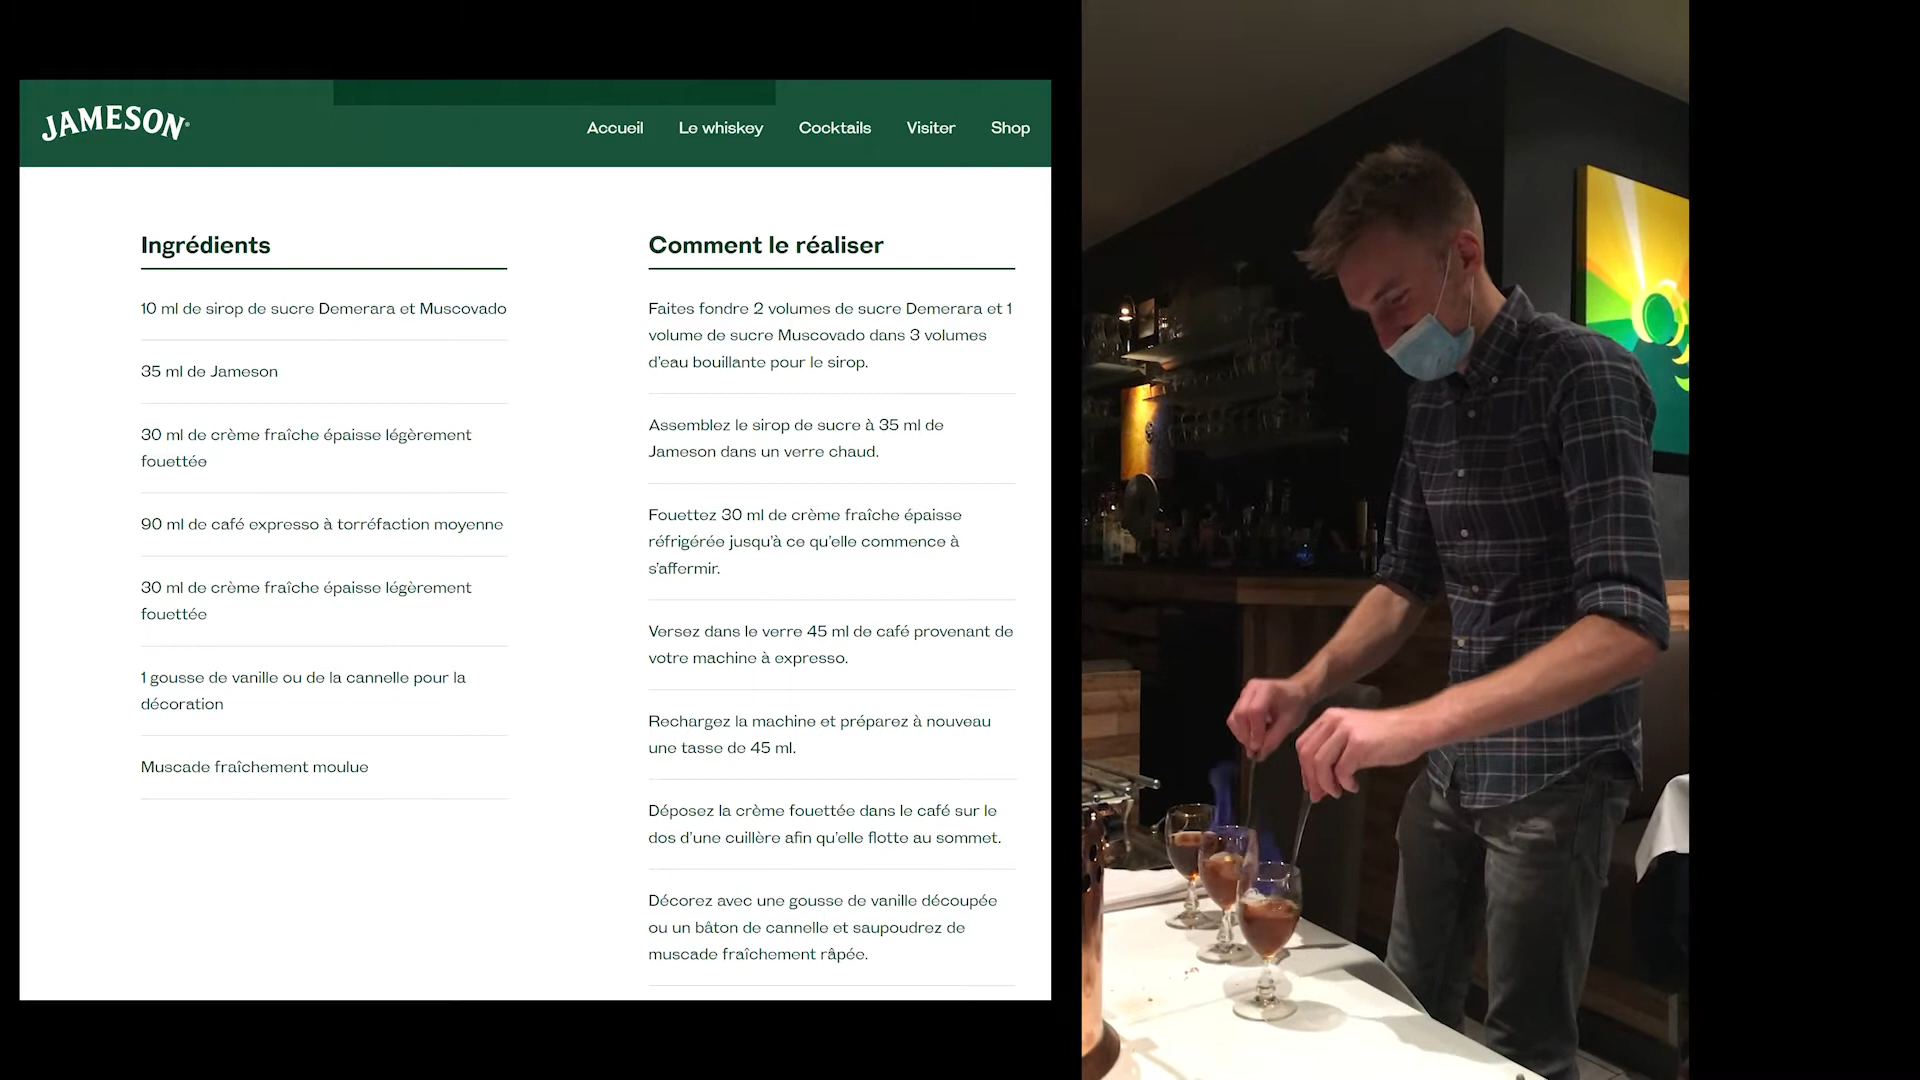 JAMESON
Accueil Le whiskey Cocktails Visiter Shop
Ingrédients
10 ml de sirop de sucre Demerara et Muscovado
35 ml de Jameson
30 ml de crème fraîche épaisse légèrement
fouettée
90 ml de café expresso à torréfaction moyenne
30 ml de crème fraîche épaisse légèrement
fouettée
1 gousse de vanille ou de la cannelle pour la
décoration
Muscade fraîchement moulue
Comment le réaliser
Faites fondre 2 volumes de sucre Demerara et 1
volume de sucre Muscovado dans 3 volumes
d'eau bouillante pour le sirop.
Assemblez le sirop de sucre à 35 ml de
Jameson dans un verre chaud.
Fouettez 30 ml de crème fraîche épaisse
réfrigérée jusqu'à ce qu'elle commence à
s'affermir.
Versez dans le verre 45 ml de café provenant de
votre machine à expresso.
Rechargez la machine et préparez à nouveau
une tasse de 45 ml.
Déposez la crème fouettée dans le café sur le
dos d'une cuillère afin qu'elle flotte au sommet.
Décorez avec une gousse de vanille découpée
ou un bâton de cannelle et saupoudrez de
muscade fraîchement râpée.